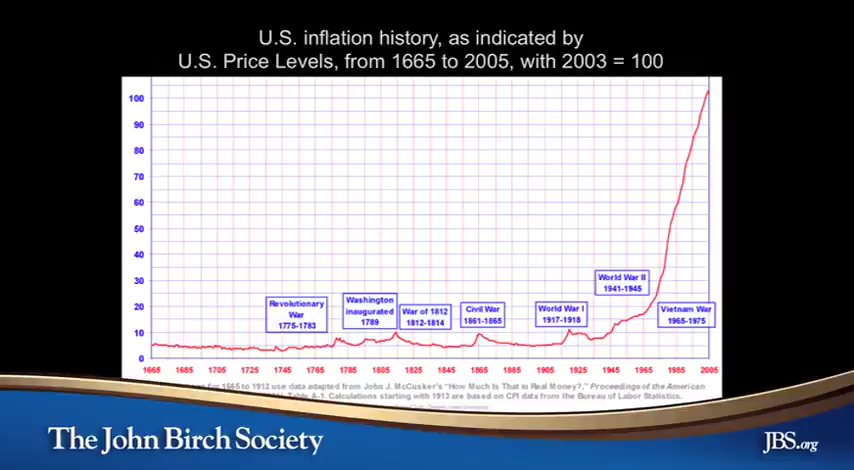 U.S. inflation history, as indicated by
U.S. Price Levels, from 1665 to 2005, with 2003 = 100
100
90
80
70
60
50
40
30
20
10
0
Revolutionary
War
1775-1783
Washington
inaugurated
1789
War of 1812
1812-1814
Civil War
1861-1865
World War I
1917-1918
World War II
1941-1945
Vietnam War
1965-1975
1665 1685 1705 1725 1745 1765 1785 1805 1825 1845 1865 1885 1905 1925 1945 1965 1985 2005
for 1665 to 1912 use data adapted from John J. McCusker's "How Much Is That in Real Money?," Proceedings of the American
Table A-1. Calculations starting with 1913 are based on CPI data from the Bureau of Labor Statistics.
The John Birch Society
JBS.org